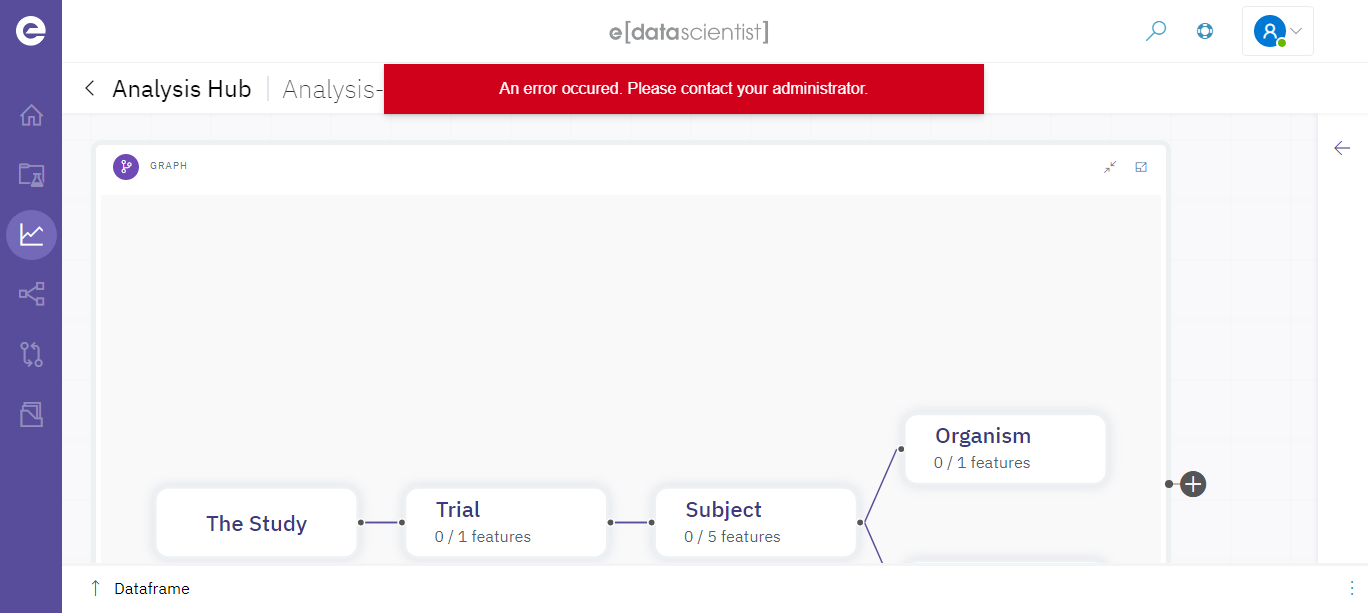 e[datascientist]
Analysis Hub
Analysis-
An error occured. Please contact your administrator.
GRAPH
Organism
0 / 1 features
The Study
Trial
0 / 1 features
Subject
0 / 5 features
Dataframe